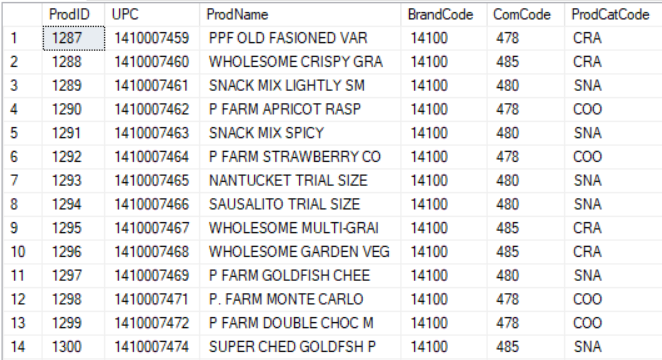 ProdID UPC ProdName BrandCode ComCode ProdCatCode
1 1287 1410007459 PPF OLD FASIONED VAR 14100 478 CRA
2 1288 1410007460 WHOLESOME CRISPY GRA 14100 485 CRA
3 1289 1410007461 SNACK MIX LIGHTLY SM 14100 480 SNA
4 1290 1410007462 P FARM APRICOT RASP 14100 478 COO
5 1291 1410007463 SNACK MIX SPICY 14100 480 SNA
6 1292 1410007464 P FARM STRAWBERRY CO 14100 478 COO
7 1293 1410007465 NANTUCKET TRIAL SIZE 14100 480 SNA
8 1294 1410007466 SAUSALITO TRIAL SIZE 14100 480 SNA
9 1295 1410007467 WHOLESOME MULTI-GRAI 14100 485 CRA
10 1296 1410007468 WHOLESOME GARDEN VEG 14100 485 CRA
11 1297 1410007469 P FARM GOLDFISH CHEE 14100 480 SNA
12 1298 1410007471 P. FARM MONTE CARLO 14100 478 COO
13 1299 1410007472 P FARM DOUBLE CHOC M 14100 478 COO
14 1300 1410007474 SUPER CHED GOLDFSH P 14100 485 SNA